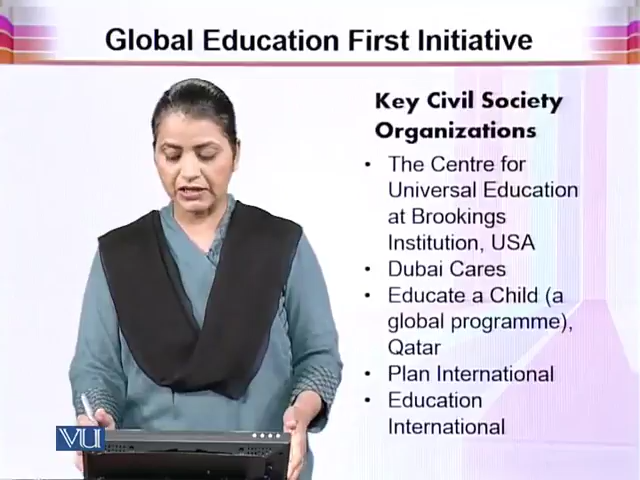 Global Education First Initiative
Key Civil Society
Organizations
• The Centre for
Universal Education
at Brookings
Institution, USA
• Dubai Cares
• Educate a Child (a
global programme),
Qatar
• Plan International
• Education
International
VU